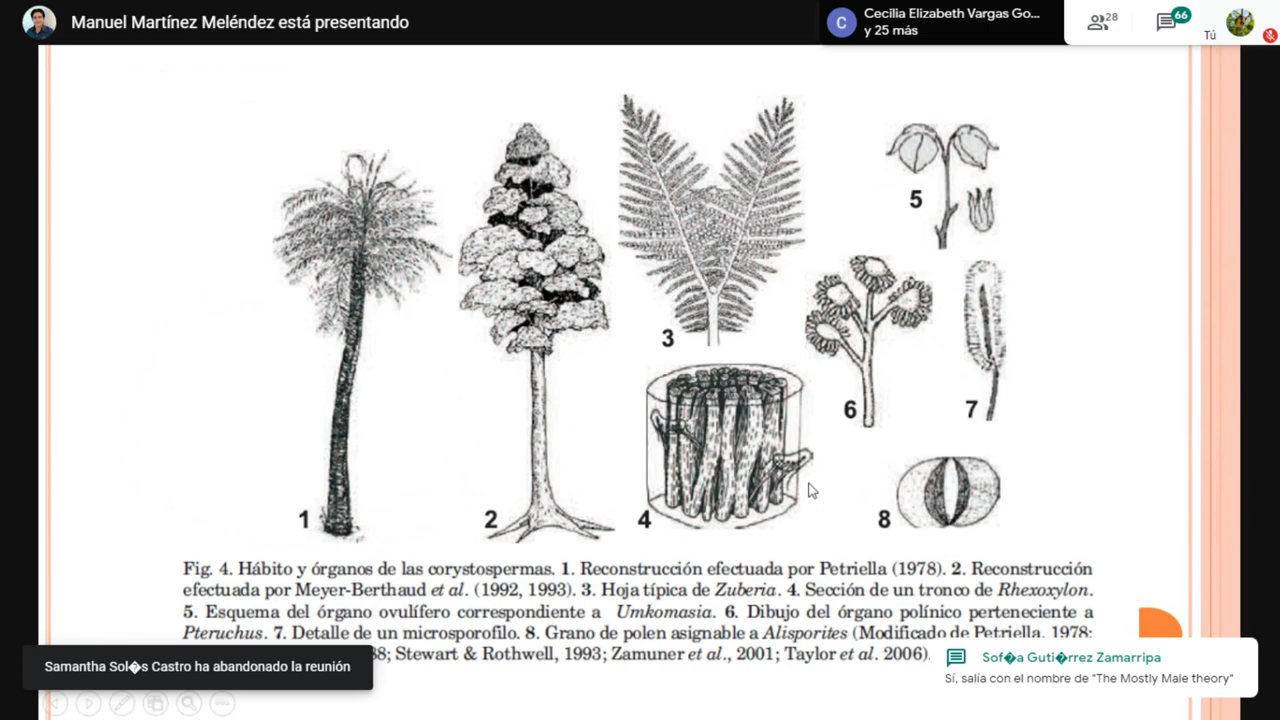 Manuel Martínez Meléndez está presentando
Cecilia Elizabeth Vargas Go...
y 25 más
28
66
Tú
C
1
2
3
4
5
6
7
8
Fig. 4. Hábito y órganos de las corystospermas. 1. Reconstrucción efectuada por Petriella (1978). 2. Reconstrucción
efectuada por Meyer-Berthaud et al. (1992, 1993). 3. Hoja típica de Zuberia. 4. Sección de un tronco de Rhexoxylon.
5. Esquema del órgano ovulífero correspondiente a Umkomasia. 6. Dibujo del órgano polínico perteneciente a
Pteruchus. 7. Detalle de un microsporofilo. 8. Grano de polen asignable a Alisporites (Modificado de Petriella, 1978;
88; Stewart & Rothwell, 1993; Zamuner et al., 2001; Taylor et al. 2006).
Samantha Sol�s Castro ha abandonado la reunión
Sof�a Guti�rrez Zamarripa
Sí, salía con el nombre de "The Mostly Male theory"